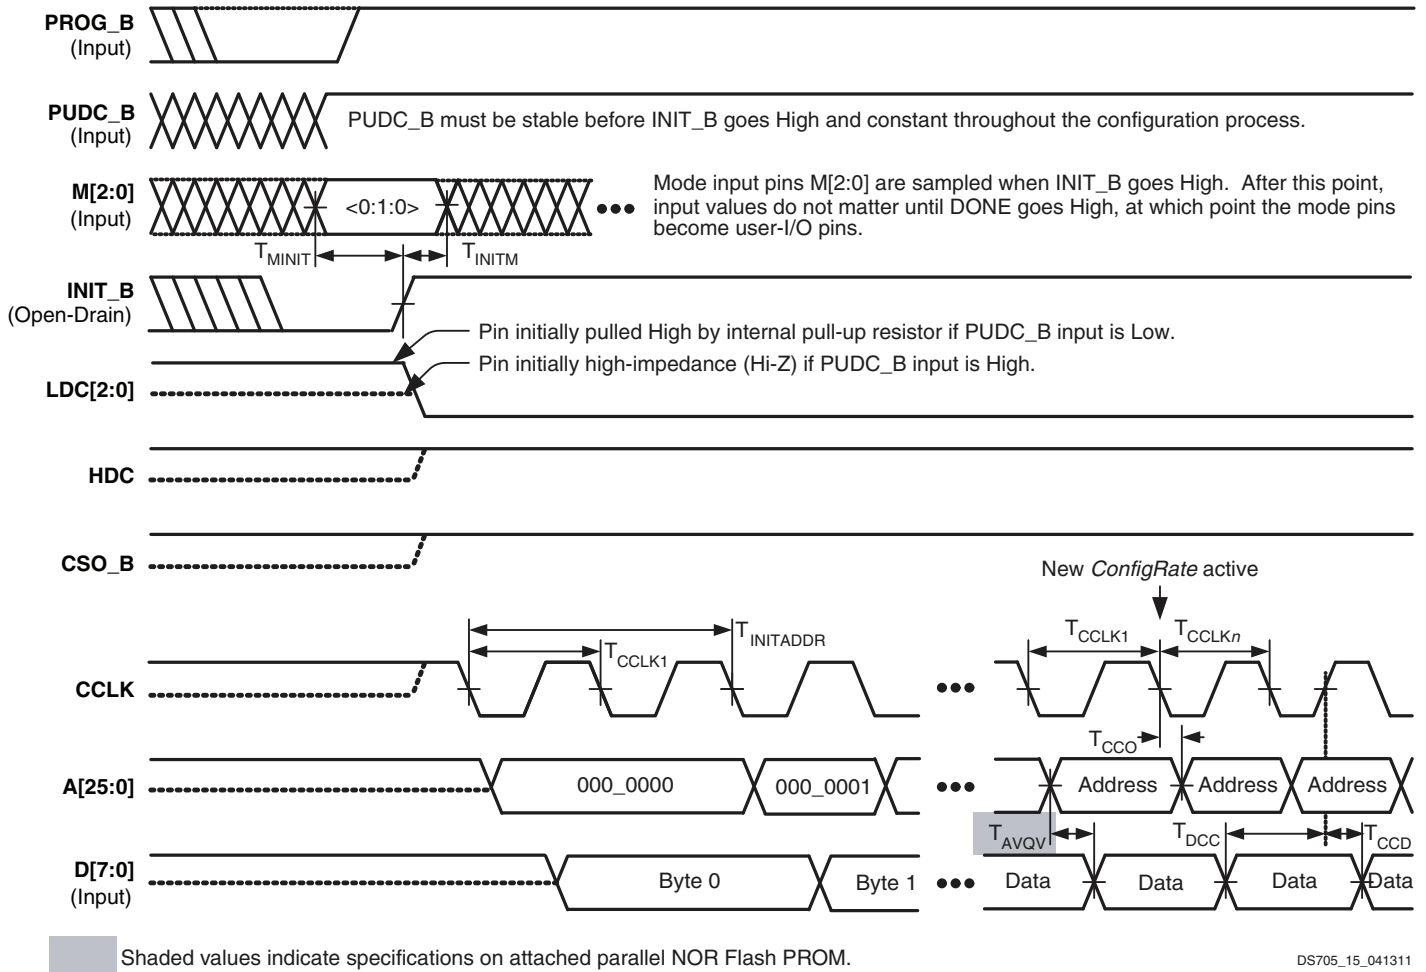 PROG_B
(Input)
PUDC_B
(Input)
PUDC_B must be stable before INIT_B goes High and constant throughout the configuration process.
M[2:0]
(Input)
<0:1:0>
Mode input pins M[2:0] are sampled when INIT_B goes High. After this point,
input values do not matter until DONE goes High, at which point the mode pins
become user-I/O pins.
TMINIT
TINITM
INIT_B
(Open-Drain)
Pin initially pulled High by internal pull-up resistor if PUDC_B input is Low.
Pin initially high-impedance (Hi-Z) if PUDC_B input is High.
LDC[2:0]
HDC
CSO_B
New ConfigRate active
TINITADDR
TCCLK1
TCCLK1
TCCLKn
CCLK
TCCO
A[25:0]
000_0000
000_0001
Address
Address
Address
TAVQV
TDCC
TCCD
D[7:0]
(Input)
Byte 0
Byte 1
Data
Data
Data
Data
Shaded values indicate specifications on attached parallel NOR Flash PROM.
DS705_15_041311